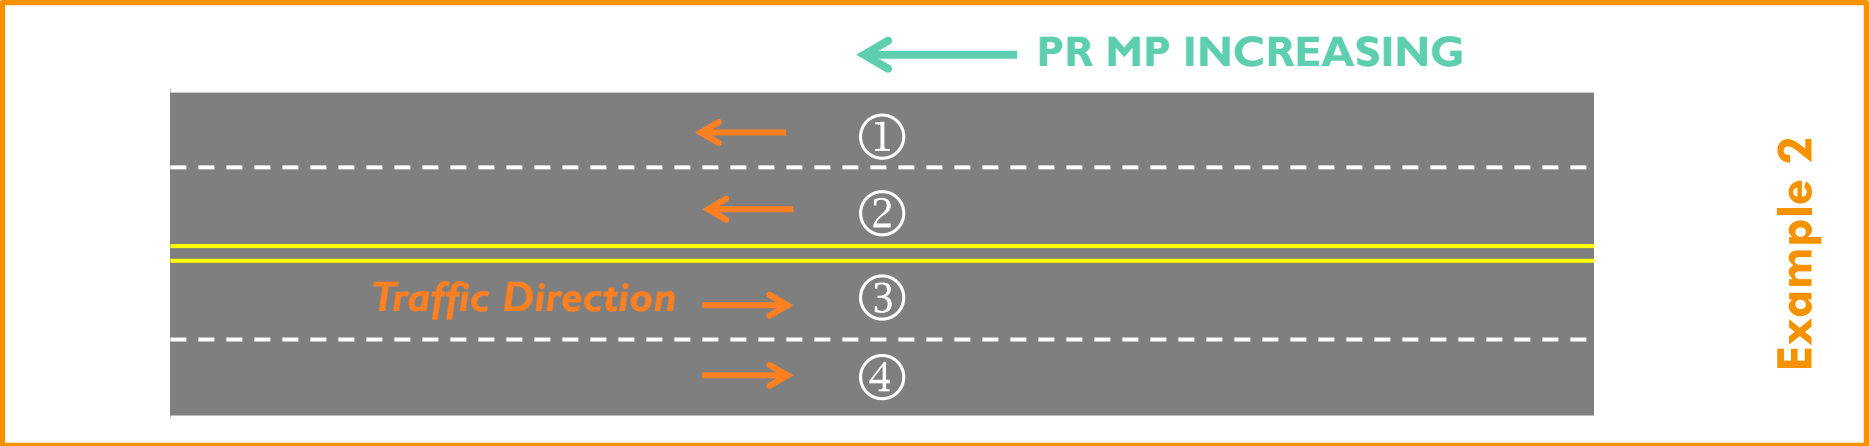 PR MP INCREASING
①
②
Traffic Direction
③
④
Example 2